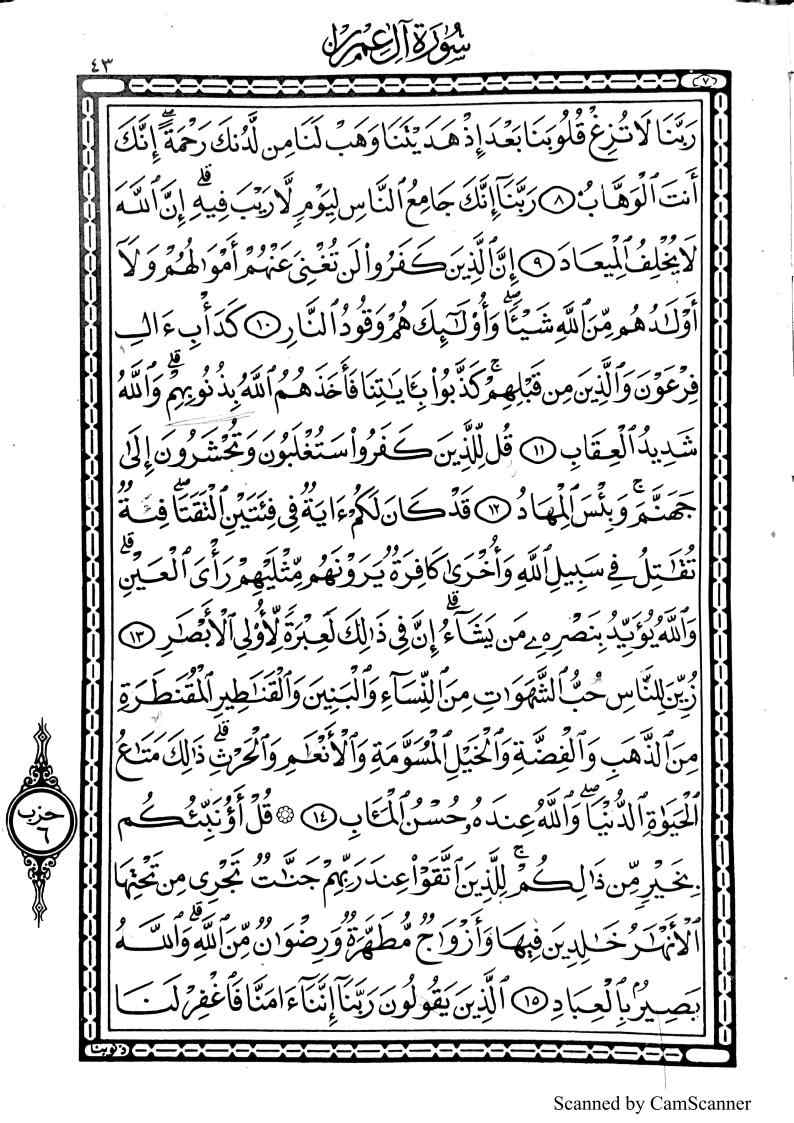 سُورَةُ آلِ عِمْرٰنَ
٤٣
(٧)
رَبَّنَا لَا تُزِغْ قُلُوبَنَا بَعْدَ إِذْ هَدَيْتَنَا وَهَبْ لَنَا مِن لَّدُنكَ رَحْمَةً ۖ إِنَّكَ
أَنتَ ٱلْوَهَّابُ ٨ رَبَّنَآ إِنَّكَ جَامِعُ ٱلنَّاسِ لِيَوْمٍ لَّا رَيْبَ فِيهِ ۗ إِنَّ ٱللَّهَ
لَا يُخْلِفُ ٱلْمِيعَادَ ٩ إِنَّ ٱلَّذِينَ كَفَرُوا۟ لَن تُغْنِىَ عَنْهُمْ أَمْوَٰلُهُمْ وَلَآ
أَوْلَٰدُهُم مِّنَ ٱللَّهِ شَيْـًٔا ۖ وَأُو۟لَٰٓئِكَ هُمْ وَقُودُ ٱلنَّارِ ١٠ كَدَأْبِ ءَالِ
فِرْعَوْنَ وَٱلَّذِينَ مِن قَبْلِهِمْ ۚ كَذَّبُوا۟ بِـَٔايَٰتِنَا فَأَخَذَهُمُ ٱللَّهُ بِذُنُوبِهِمْ ۗ وَٱللَّهُ
شَدِيدُ ٱلْعِقَابِ ١١ قُل لِّلَّذِينَ كَفَرُوا۟ سَتُغْلَبُونَ وَتُحْشَرُونَ إِلَىٰ
جَهَنَّمَ ۚ وَبِئْسَ ٱلْمِهَادُ ١٢ قَدْ كَانَ لَكُمْ ءَايَةٌ فِى فِئَتَيْنِ ٱلْتَقَتَا ۖ فِئَةٌ
تُقَٰتِلُ فِى سَبِيلِ ٱللَّهِ وَأُخْرَىٰ كَافِرَةٌ يَرَوْنَهُم مِّثْلَيْهِمْ رَأْىَ ٱلْعَيْنِ ۗ
وَٱللَّهُ يُؤَيِّدُ بِنَصْرِهِۦ مَن يَشَآءُ ۗ إِنَّ فِى ذَٰلِكَ لَعِبْرَةً لِّأُو۟لِى ٱلْأَبْصَٰرِ ١٣
زُيِّنَ لِلنَّاسِ حُبُّ ٱلشَّهَوَٰتِ مِنَ ٱلنِّسَآءِ وَٱلْبَنِينَ وَٱلْقَنَٰطِيرِ ٱلْمُقَنطَرَةِ
مِنَ ٱلذَّهَبِ وَٱلْفِضَّةِ وَٱلْخَيْلِ ٱلْمُسَوَّمَةِ وَٱلْأَنْعَٰمِ وَٱلْحَرْثِ ۗ ذَٰلِكَ مَتَٰعُ
ٱلْحَيَوٰةِ ٱلدُّنْيَا ۖ وَٱللَّهُ عِندَهُۥ حُسْنُ ٱلْمَـَٔابِ ١٤ ۞ قُلْ أَؤُنَبِّئُكُم
بِخَيْرٍ مِّن ذَٰلِكُمْ ۚ لِلَّذِينَ ٱتَّقَوْا۟ عِندَ رَبِّهِمْ جَنَّٰتٌ تَجْرِى مِن تَحْتِهَا
ٱلْأَنْهَٰرُ خَٰلِدِينَ فِيهَا وَأَزْوَٰجٌ مُّطَهَّرَةٌ وَرِضْوَٰنٌ مِّنَ ٱللَّهِ ۗ وَٱللَّهُ
بَصِيرٌۢ بِٱلْعِبَادِ ١٥ ٱلَّذِينَ يَقُولُونَ رَبَّنَآ إِنَّنَآ ءَامَنَّا فَٱغْفِرْ لَنَا
حزب
٦
ذنوبنا
Scanned by CamScanner